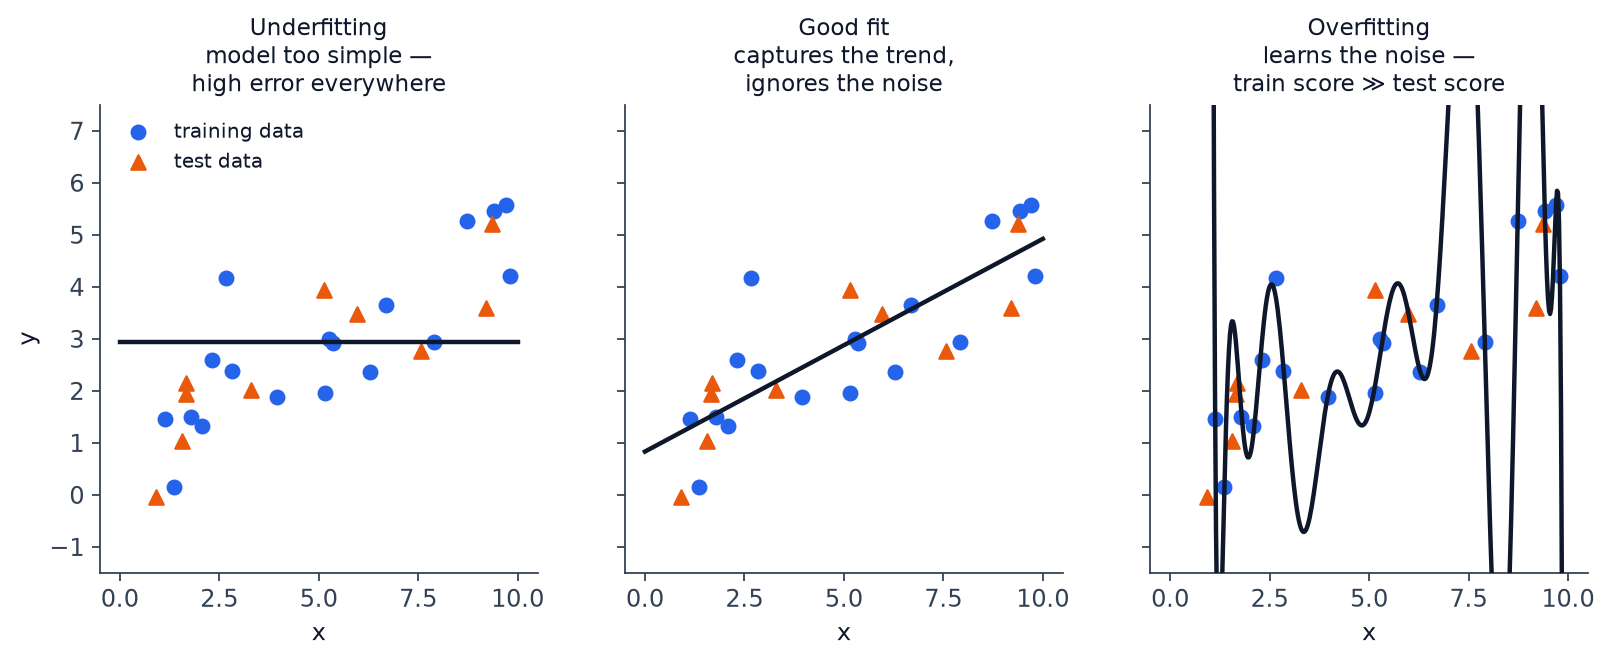 Underfitting
model too simple —
high error everywhere
Good fit
captures the trend,
ignores the noise
Overfitting
learns the noise —
train score ≫ test score
training data
test data
7
6
5
4
3
2
1
0
−1
y
0.0 2.5 5.0 7.5 10.0
x
0.0 2.5 5.0 7.5 10.0
x
0.0 2.5 5.0 7.5 10.0
x